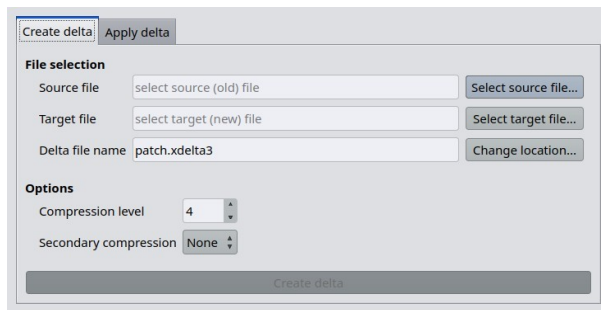 Create delta Apply delta
File selection
Source file select source (old) file Select source file...
Target file select target (new) file Select target file...
Delta file name patch.xdelta3 Change location...
Options
Compression level 4
Secondary compression None
Create delta